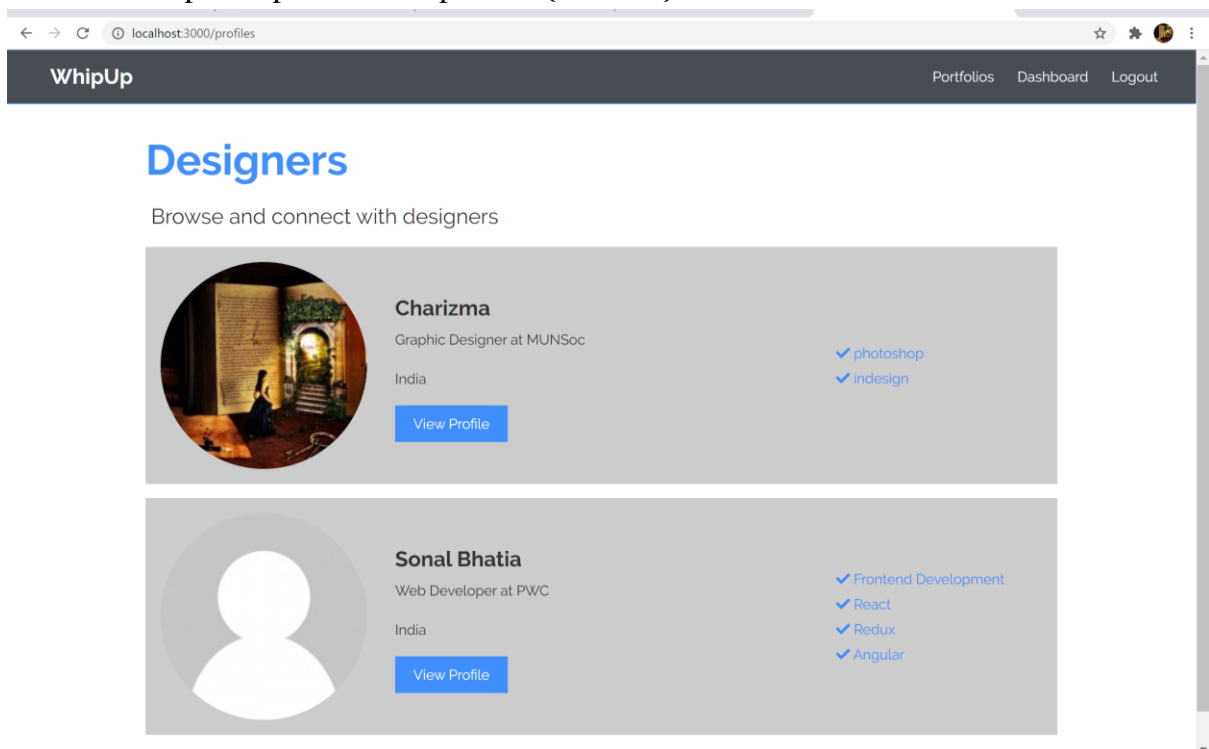 localhost:3000/profiles
WhipUp
Portfolios Dashboard Logout
Designers
Browse and connect with designers
Charizma
Graphic Designer at MUNSoc
India
View Profile
photoshop
indesign
Sonal Bhatia
Web Developer at PWC
India
View Profile
Frontend Development
React
Redux
Angular